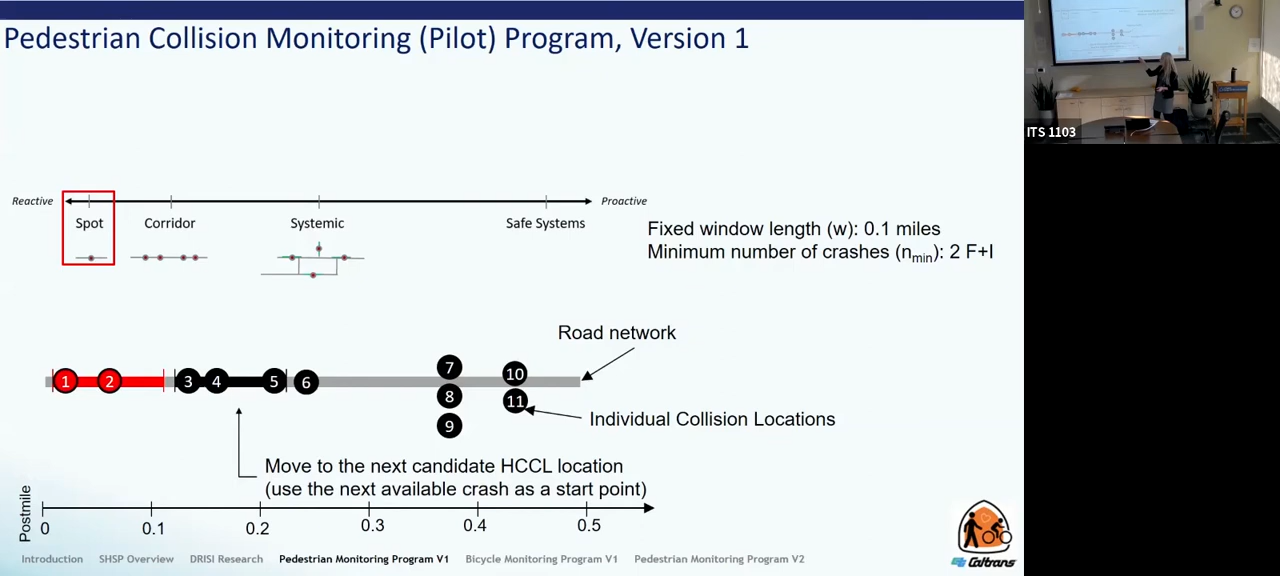 Pedestrian Collision Monitoring (Pilot) Program, Version 1
ITS 1103
Reactive
Proactive
Spot
Corridor
Systemic
Safe Systems
Fixed window length (w): 0.1 miles
Minimum number of crashes (nmin): 2 F+I
Road network
1
2
3
4
5
6
7
8
9
10
11
Individual Collision Locations
Move to the next candidate HCCL location
(use the next available crash as a start point)
Postmile
0
0.1
0.2
0.3
0.4
0.5
Caltrans
Introduction SHSP Overview DRISI Research Pedestrian Monitoring Program V1 Bicycle Monitoring Program V1 Pedestrian Monitoring Program V2